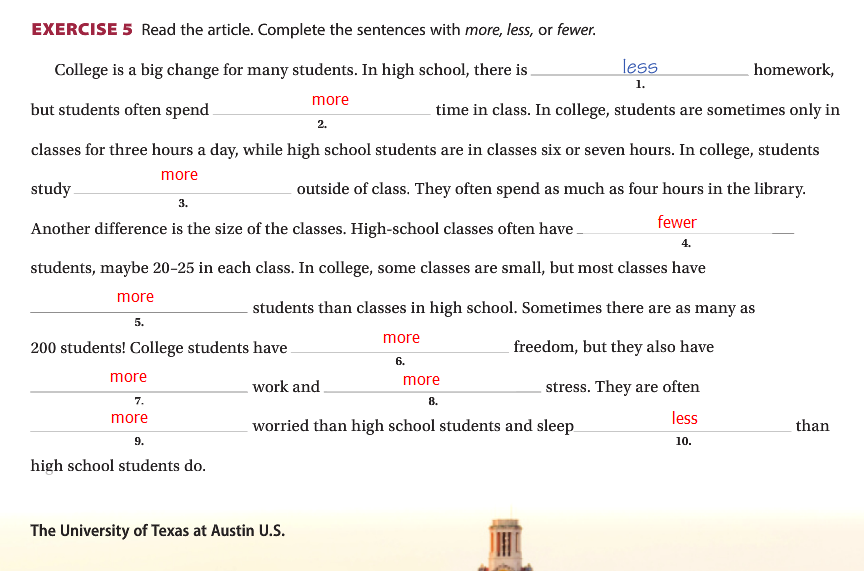 EXERCISE 5 Read the article. Complete the sentences with more, less, or fewer.
College is a big change for many students. In high school, there is less homework,
1.
but students often spend more time in class. In college, students are sometimes only in
2.
classes for three hours a day, while high school students are in classes six or seven hours. In college, students
study more outside of class. They often spend as much as four hours in the library.
3.
Another difference is the size of the classes. High-school classes often have fewer
4.
students, maybe 20–25 in each class. In college, some classes are small, but most classes have
more students than classes in high school. Sometimes there are as many as
5.
200 students! College students have more freedom, but they also have
6.
more work and more stress. They are often
7. 8.
more worried than high school students and sleep less than
9. 10.
high school students do.
The University of Texas at Austin U.S.